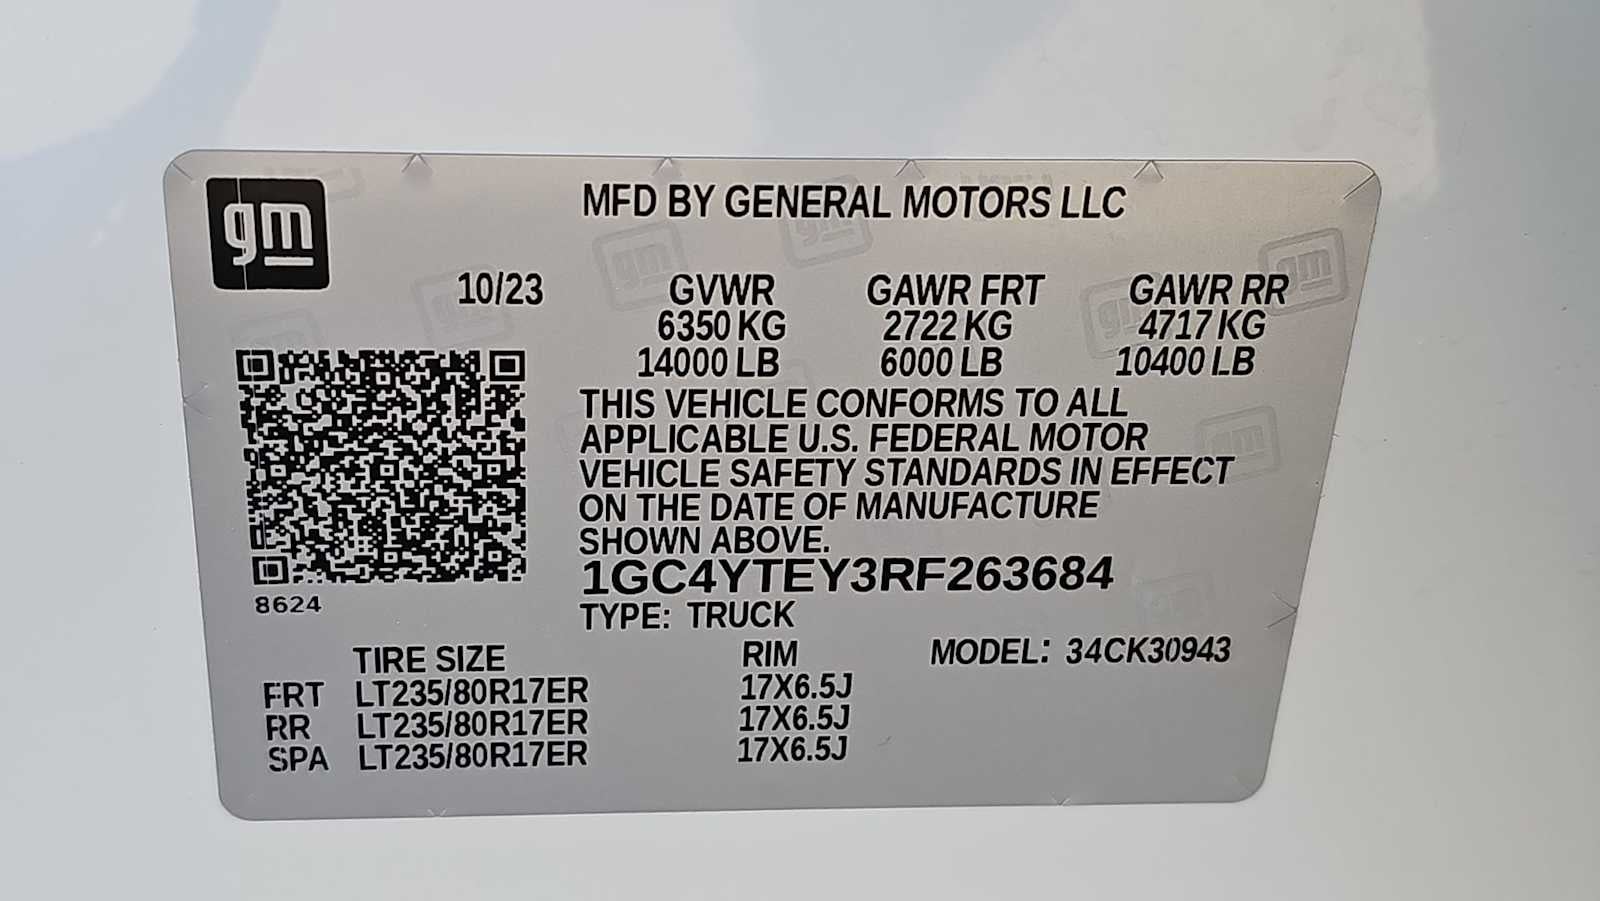 gm
MFD BY GENERAL MOTORS LLC
10/23 GVWR GAWR FRT GAWR RR
6350 KG 2722 KG 4717 KG
14000 LB 6000 LB 10400 LB
THIS VEHICLE CONFORMS TO ALL
APPLICABLE U.S. FEDERAL MOTOR
VEHICLE SAFETY STANDARDS IN EFFECT
ON THE DATE OF MANUFACTURE
SHOWN ABOVE.
1GC4YTEY3RF263684
8624
TYPE: TRUCK
TIRE SIZE RIM MODEL: 34CK30943
FRT LT235/80R17ER 17X6.5J
RR LT235/80R17ER 17X6.5J
SPA LT235/80R17ER 17X6.5J